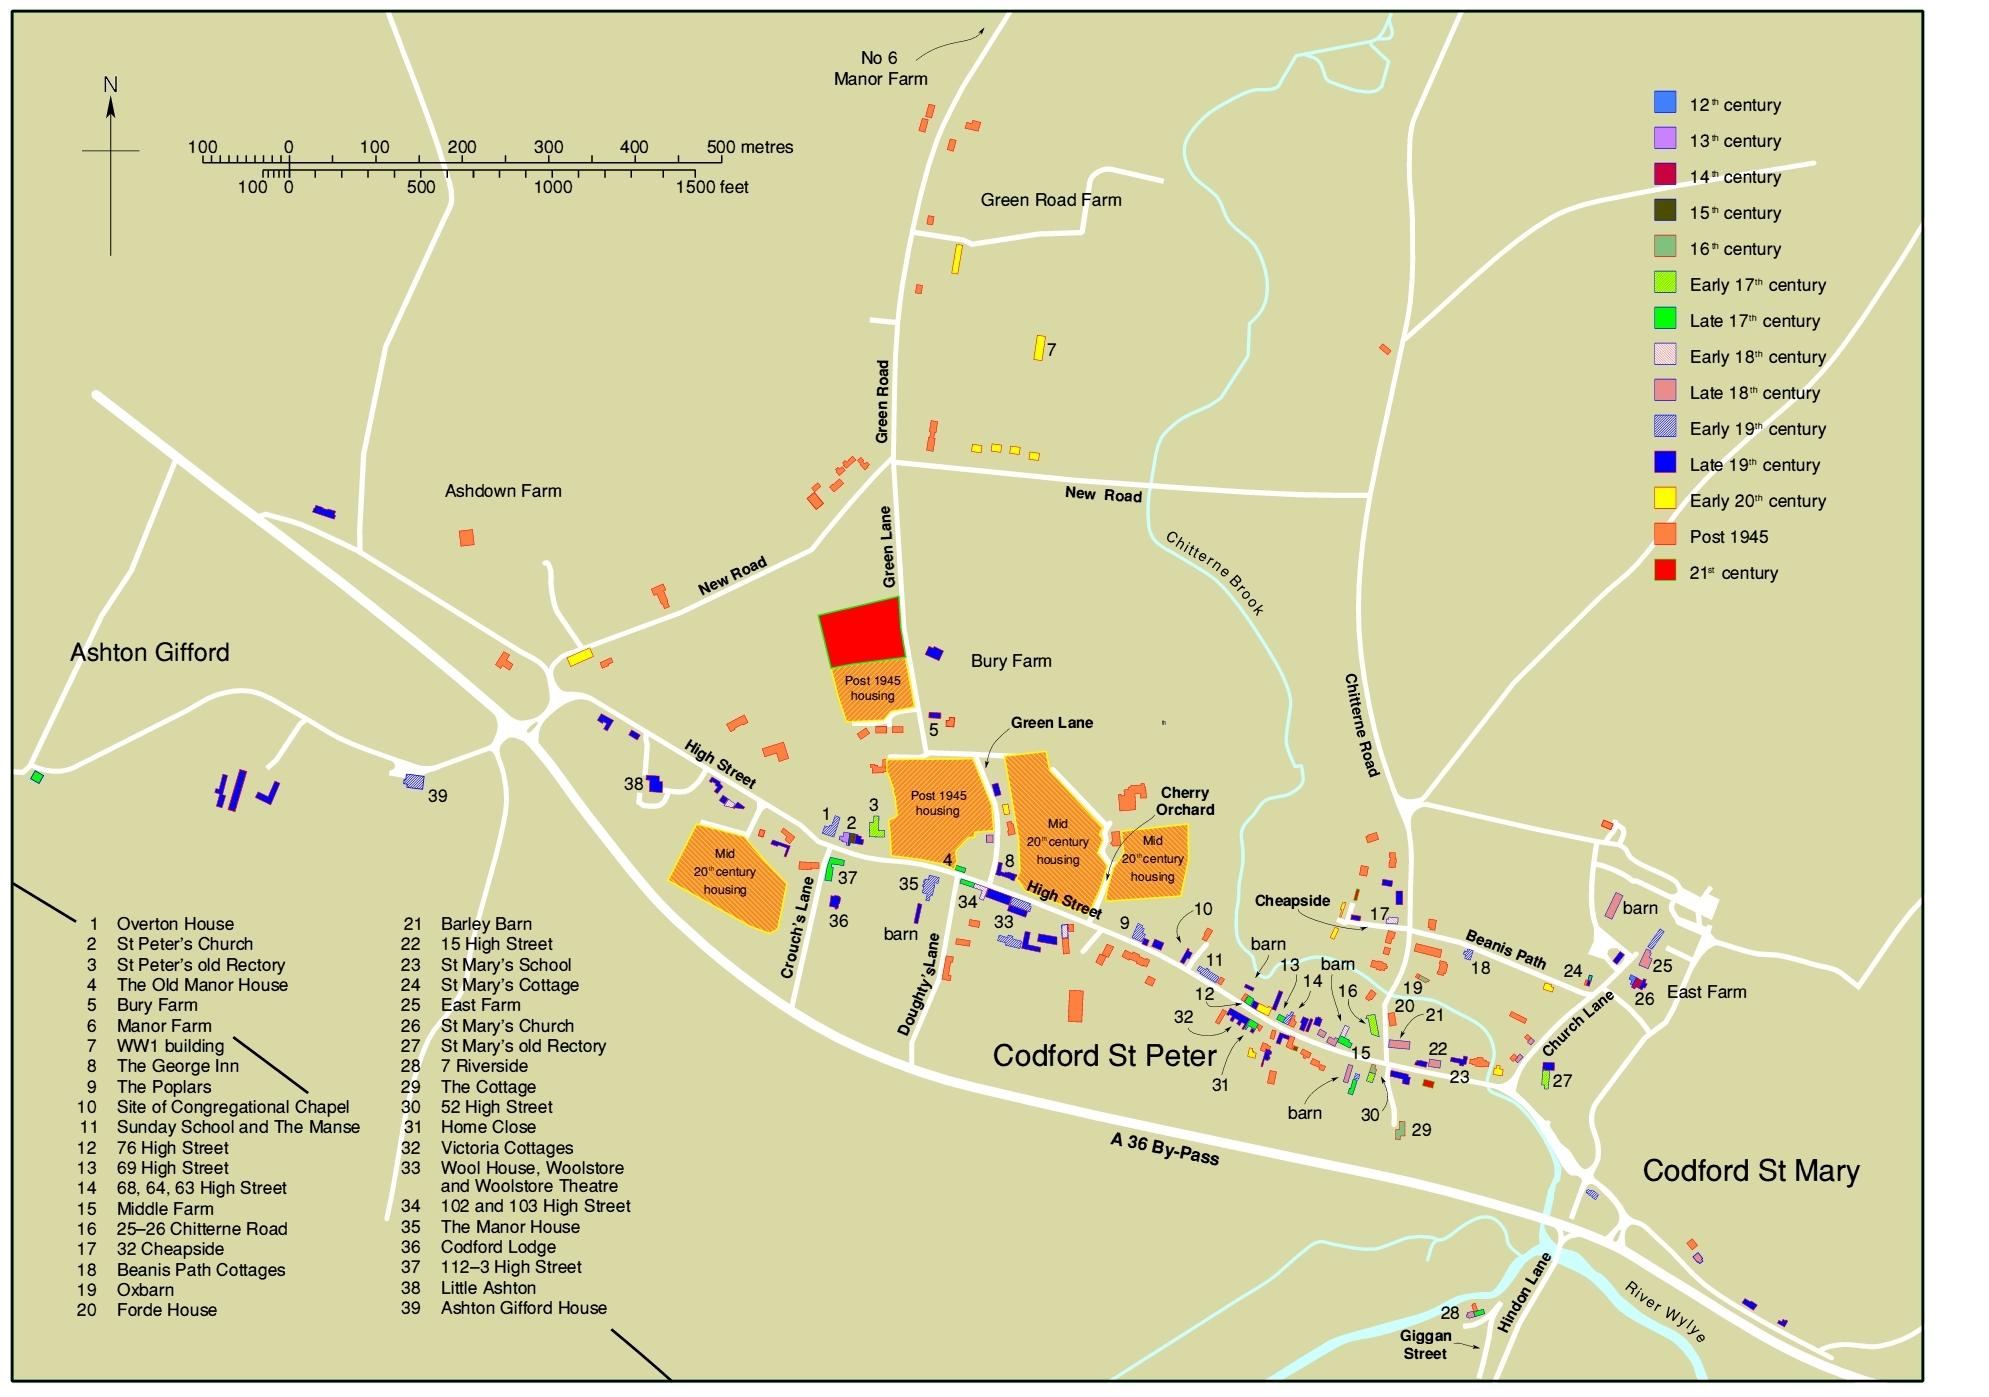 No 6
Manor Farm
N
100 0 100 200 300 400 500 metres
100 0 500 1000 1500 feet
Green Road Farm
12th century
13th century
14th century
15th century
16th century
Early 17th century
Late 17th century
Early 18th century
Late 18th century
Early 19th century
Late 19th century
Early 20th century
Post 1945
21st century
7
Green Road
Ashdown Farm
New Road
Green Lane
New Road
Chitterne Brook
Ashton Gifford
Bury Farm
Post 1945
housing
5
Green Lane
Chitterne Road
High Street
38
39
Cherry
Orchard
Post 1945
housing
Mid
20th century
housing
Mid
20th century
housing
Mid
20th century
housing
th
1
2
3
4
8
37
36
35
34
33
barn
High Street
Crouch's Lane
Doughty's Lane
9
10
11
12
barn
13
14
barn
16
15
Cheapside
17
Beanis Path
18
19
20
21
22
23
24
25
26
27
barn
East Farm
Church Lane
32
31
barn
30
29
Codford St Peter
A 36 By-Pass
Codford St Mary
28
Giggan
Street
Hindon Lane
River Wylye
1 Overton House
2 St Peter's Church
3 St Peter's old Rectory
4 The Old Manor House
5 Bury Farm
6 Manor Farm
7 WW1 building
8 The George Inn
9 The Poplars
10 Site of Congregational Chapel
11 Sunday School and The Manse
12 76 High Street
13 69 High Street
14 68, 64, 63 High Street
15 Middle Farm
16 25–26 Chitterne Road
17 32 Cheapside
18 Beanis Path Cottages
19 Oxbarn
20 Forde House
21 Barley Barn
22 15 High Street
23 St Mary's School
24 St Mary's Cottage
25 East Farm
26 St Mary's Church
27 St Mary's old Rectory
28 7 Riverside
29 The Cottage
30 52 High Street
31 Home Close
32 Victoria Cottages
33 Wool House, Woolstore
and Woolstore Theatre
34 102 and 103 High Street
35 The Manor House
36 Codford Lodge
37 112–3 High Street
38 Little Ashton
39 Ashton Gifford House